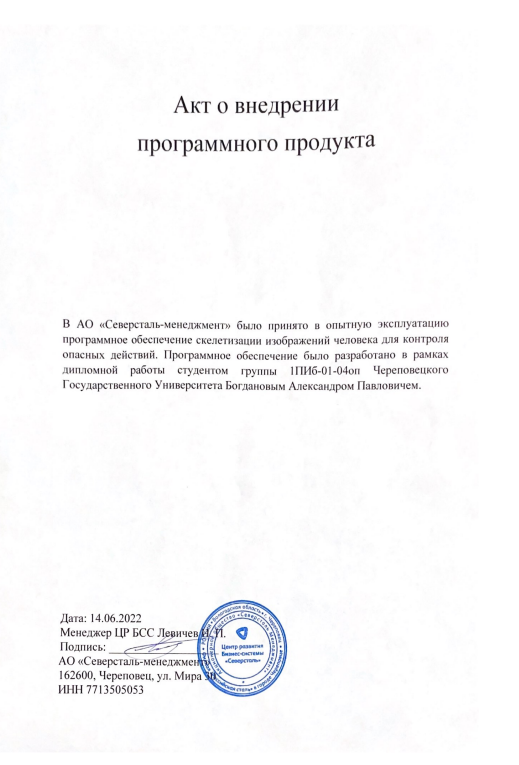 Акт о внедрении
программного продукта
В АО «Северсталь-менеджмент» было принято в опытную эксплуатацию
программное обеспечение скелетизации изображений человека для контроля
опасных действий. Программное обеспечение было разработано в рамках
дипломной работы студентом группы 1ПИб-01-04оп Череповецкого
Государственного Университета Богдановым Александром Павловичем.
Дата: 14.06.2022
Менеджер ЦР БСС Левичев И. И.
Подпись:
АО «Северсталь-менеджмент»
162600, Череповец, ул. Мира 30
ИНН 7713505053
Центр развития
Бизнес-системы
«Северсталь»